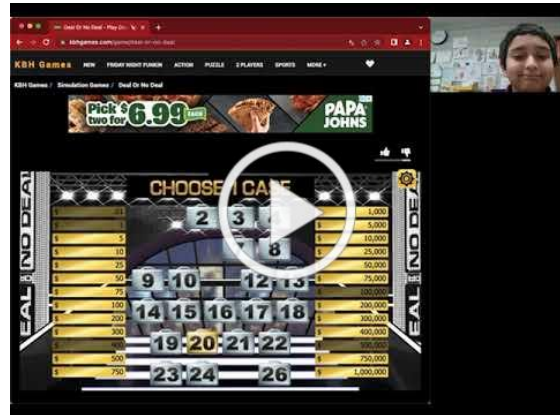 Deal Or No Deal - Play On
kbhgames.com/game/deal-or-no-deal
KBH Games NEW FRIDAY NIGHT FUNKIN ACTION PUZZLE 2 PLAYERS SPORTS MORE
KBH Games / Simulation Games / Deal Or No Deal
Pick $6.99 EACH
two for
PAPA JOHNS
CHOOSE 1 CASE
NO DEAL
NO DEAL
$ .01 2 3 $ 1,000
$ $ 5,000
$ 5 7 8 $ 10,000
$ 10 $ 25,000
$ 25 $ 50,000
$ 50 9 10 12 13 $ 75,000
$ 75 $ 100,000
$ 100 14 15 16 17 18 $ 200,000
$ 200 $ 300,000
$ 300 19 20 21 22 $ 400,000
$ 400 $ 500,000
$ 500 23 24 26 $ 750,000
$ 750 $ 1,000,000